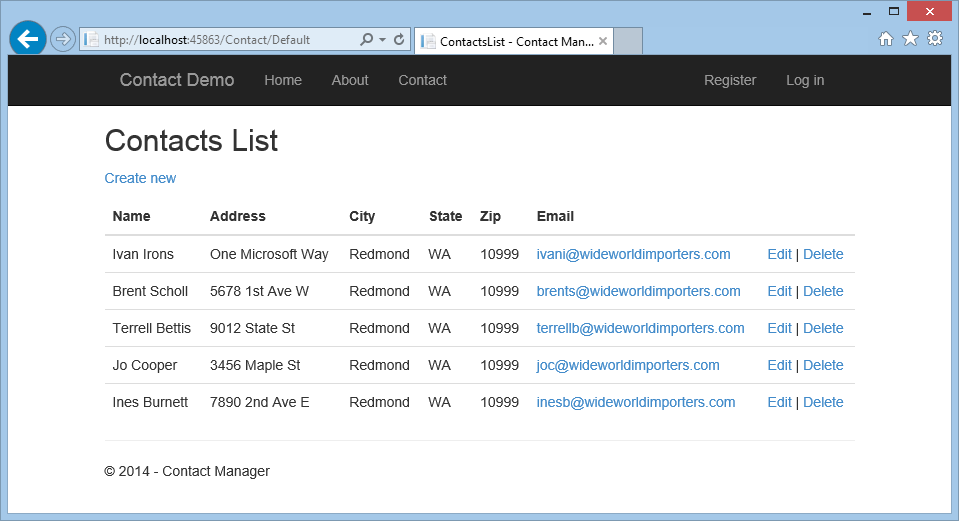 http://localhost:45863/Contact/Default ContactsList - Contact Man...
Contact Demo Home About Contact Register Log in
Contacts List
Create new
Name Address City State Zip Email
Ivan Irons One Microsoft Way Redmond WA 10999 ivani@wideworldimporters.com Edit | Delete
Brent Scholl 5678 1st Ave W Redmond WA 10999 brents@wideworldimporters.com Edit | Delete
Terrell Bettis 9012 State St Redmond WA 10999 terrellb@wideworldimporters.com Edit | Delete
Jo Cooper 3456 Maple St Redmond WA 10999 joc@wideworldimporters.com Edit | Delete
Ines Burnett 7890 2nd Ave E Redmond WA 10999 inesb@wideworldimporters.com Edit | Delete
© 2014 - Contact Manager